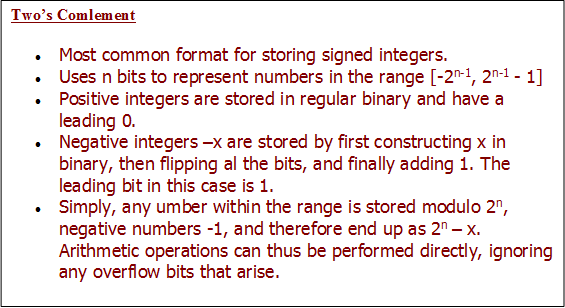 Two's Comlement
• Most common format for storing signed integers.
• Uses n bits to represent numbers in the range [-2ⁿ⁻¹, 2ⁿ⁻¹ - 1]
• Positive integers are stored in regular binary and have a
leading 0.
• Negative integers –x are stored by first constructing x in
binary, then flipping al the bits, and finally adding 1. The
leading bit in this case is 1.
• Simply, any umber within the range is stored modulo 2ⁿ,
negative numbers -1, and therefore end up as 2ⁿ – x.
Arithmetic operations can thus be performed directly, ignoring
any overflow bits that arise.